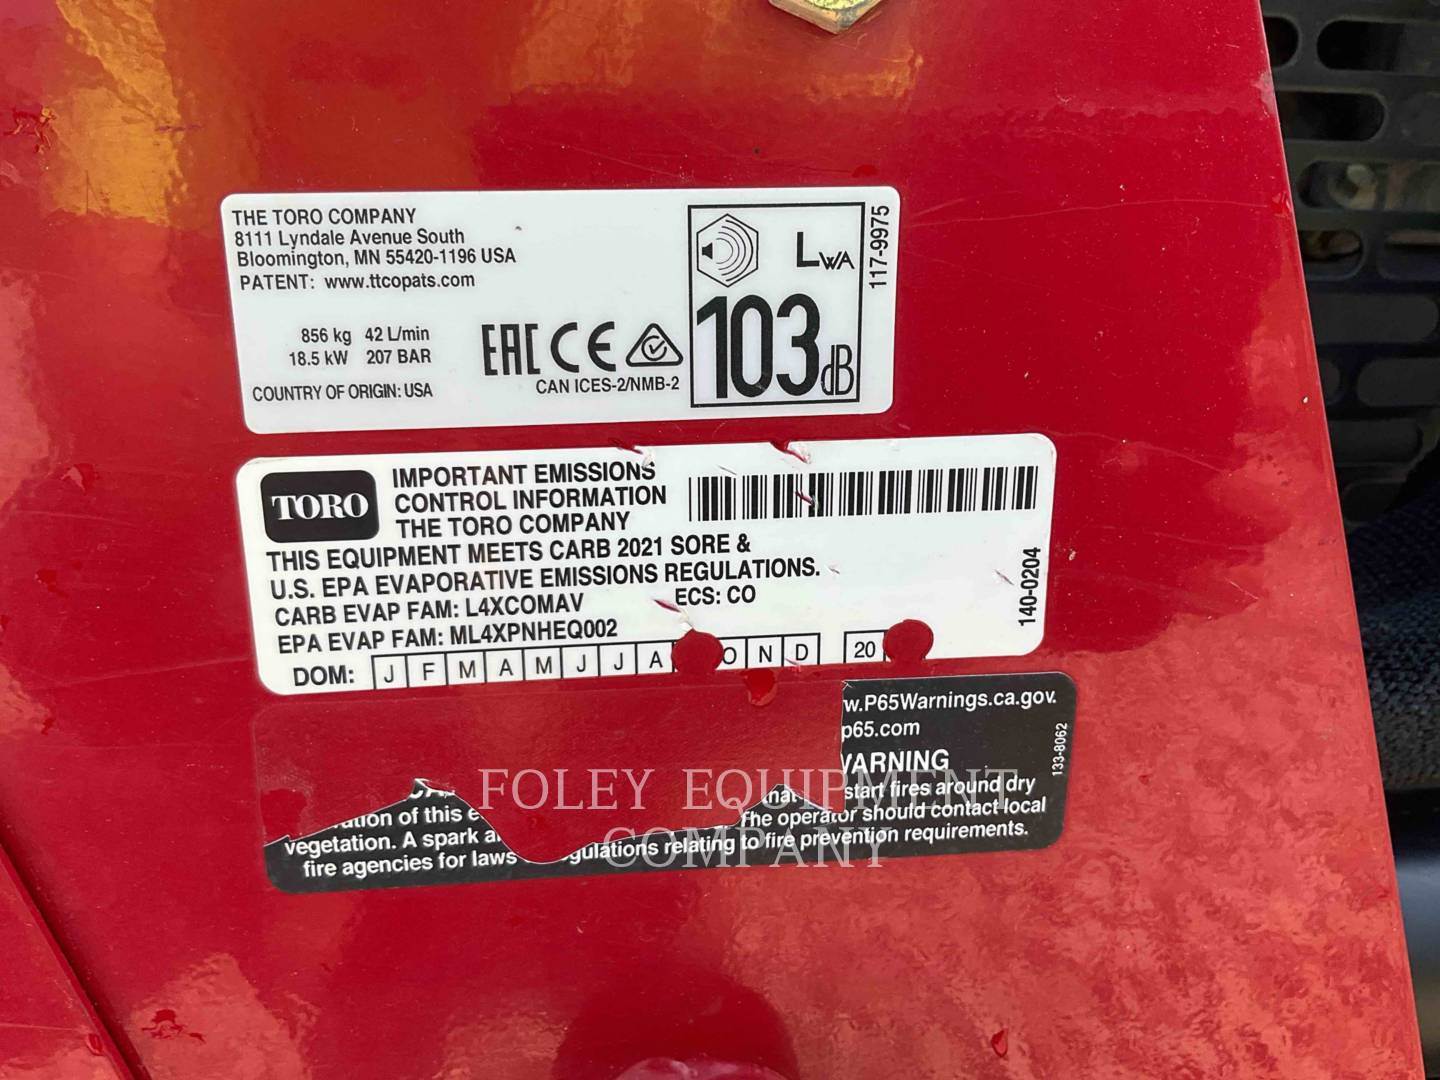 THE TORO COMPANY
8111 Lyndale Avenue South
Bloomington, MN 55420-1196 USA
PATENT: www.ttcopats.com
856 kg 42 L/min
18.5 kW 207 BAR
COUNTRY OF ORIGIN: USA
EAC CE
CAN ICES-2/NMB-2
LWA
103 dB
117-9975
TORO
IMPORTANT EMISSIONS
CONTROL INFORMATION
THE TORO COMPANY
THIS EQUIPMENT MEETS CARB 2021 SORE &
U.S. EPA EVAPORATIVE EMISSIONS REGULATIONS.
CARB EVAP FAM: L4XCOMAV ECS: CO
EPA EVAP FAM: ML4XPNHEQ002
DOM: J F M A M J J A O N D 20
140-0204
w.P65Warnings.ca.gov.
p65.com
WARNING
start fires around dry
of this
vegetation. A spark
The operator should contact local
fire agencies for laws
gulations relating to fire prevention requirements.
133-8062
FOLEY EQUIPMENT
COMPANY